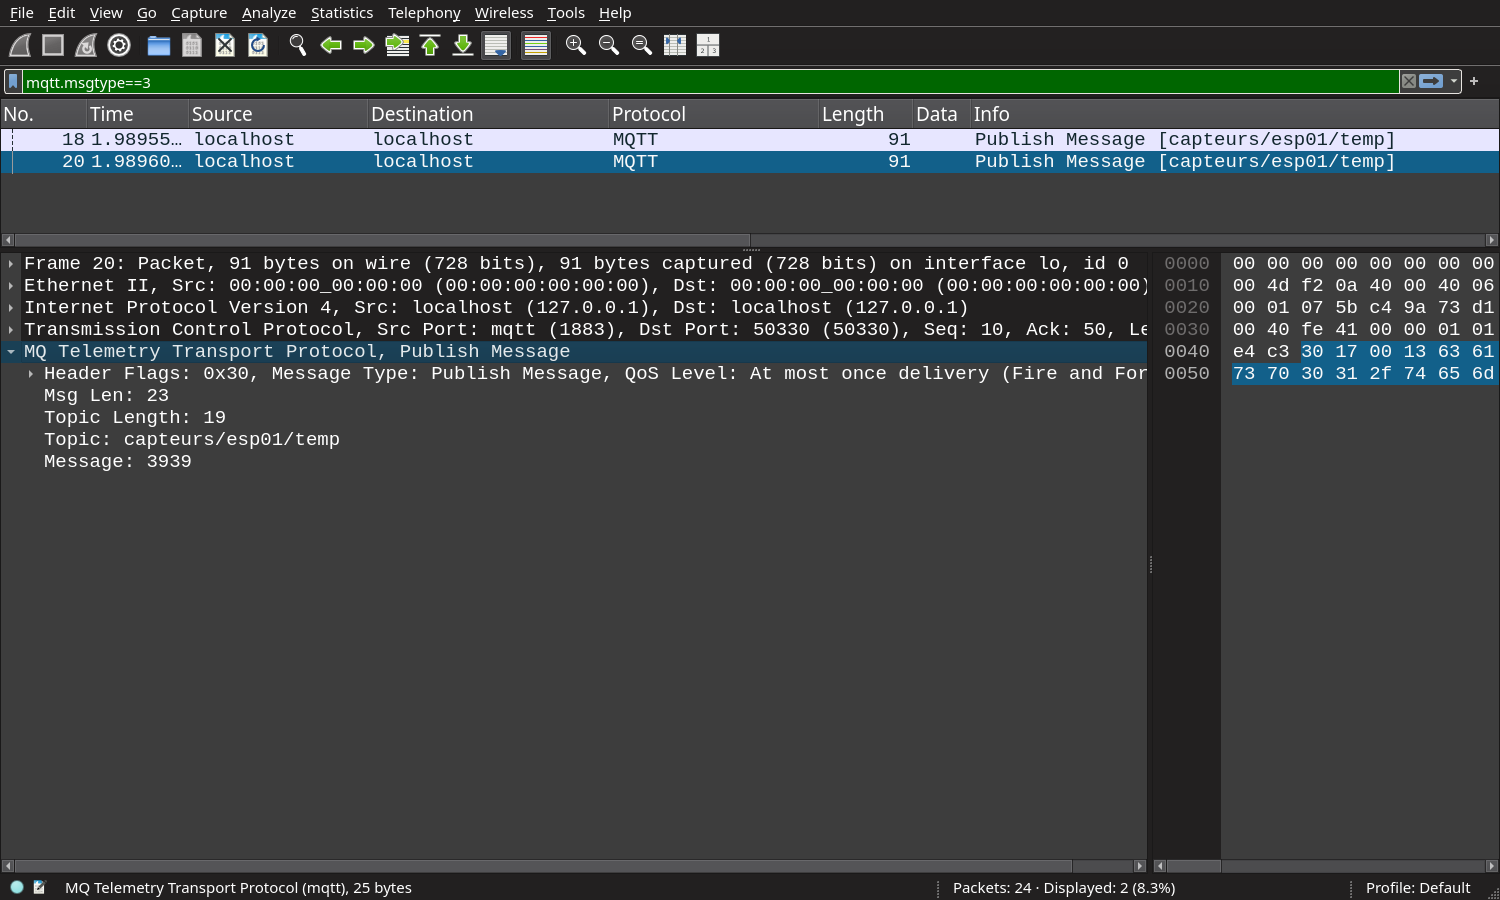 File Edit View Go Capture Analyze Statistics Telephony Wireless Tools Help
mqtt.msgtype==3
+
No. Time Source Destination Protocol Length Data Info
18 1.98955… localhost localhost MQTT 91 Publish Message [capteurs/esp01/temp]
20 1.98960… localhost localhost MQTT 91 Publish Message [capteurs/esp01/temp]
Frame 20: Packet, 91 bytes on wire (728 bits), 91 bytes captured (728 bits) on interface lo, id 0
Ethernet II, Src: 00:00:00_00:00:00 (00:00:00:00:00:00), Dst: 00:00:00_00:00:00 (00:00:00:00:00:00)
Internet Protocol Version 4, Src: localhost (127.0.0.1), Dst: localhost (127.0.0.1)
Transmission Control Protocol, Src Port: mqtt (1883), Dst Port: 50330 (50330), Seq: 10, Ack: 50, Le
MQ Telemetry Transport Protocol, Publish Message
Header Flags: 0x30, Message Type: Publish Message, QoS Level: At most once delivery (Fire and For
Msg Len: 23
Topic Length: 19
Topic: capteurs/esp01/temp
Message: 3939
0000 00 00 00 00 00 00 00 00
0010 00 4d f2 0a 40 00 40 06
0020 00 01 07 5b c4 9a 73 d1
0030 00 40 fe 41 00 00 01 01
0040 e4 c3 30 17 00 13 63 61
0050 73 70 30 31 2f 74 65 6d
MQ Telemetry Transport Protocol (mqtt), 25 bytes
Packets: 24 · Displayed: 2 (8.3%)
Profile: Default